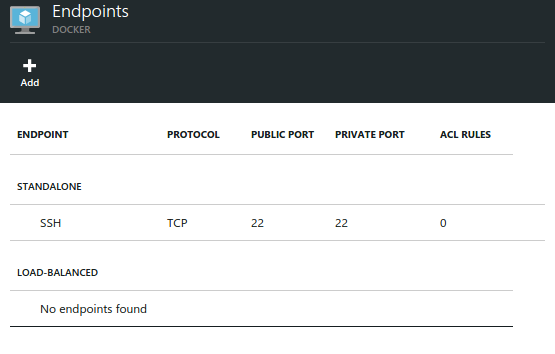 Endpoints
DOCKER
Add
ENDPOINT PROTOCOL PUBLIC PORT PRIVATE PORT ACL RULES
STANDALONE
SSH TCP 22 22 0
LOAD-BALANCED
No endpoints found